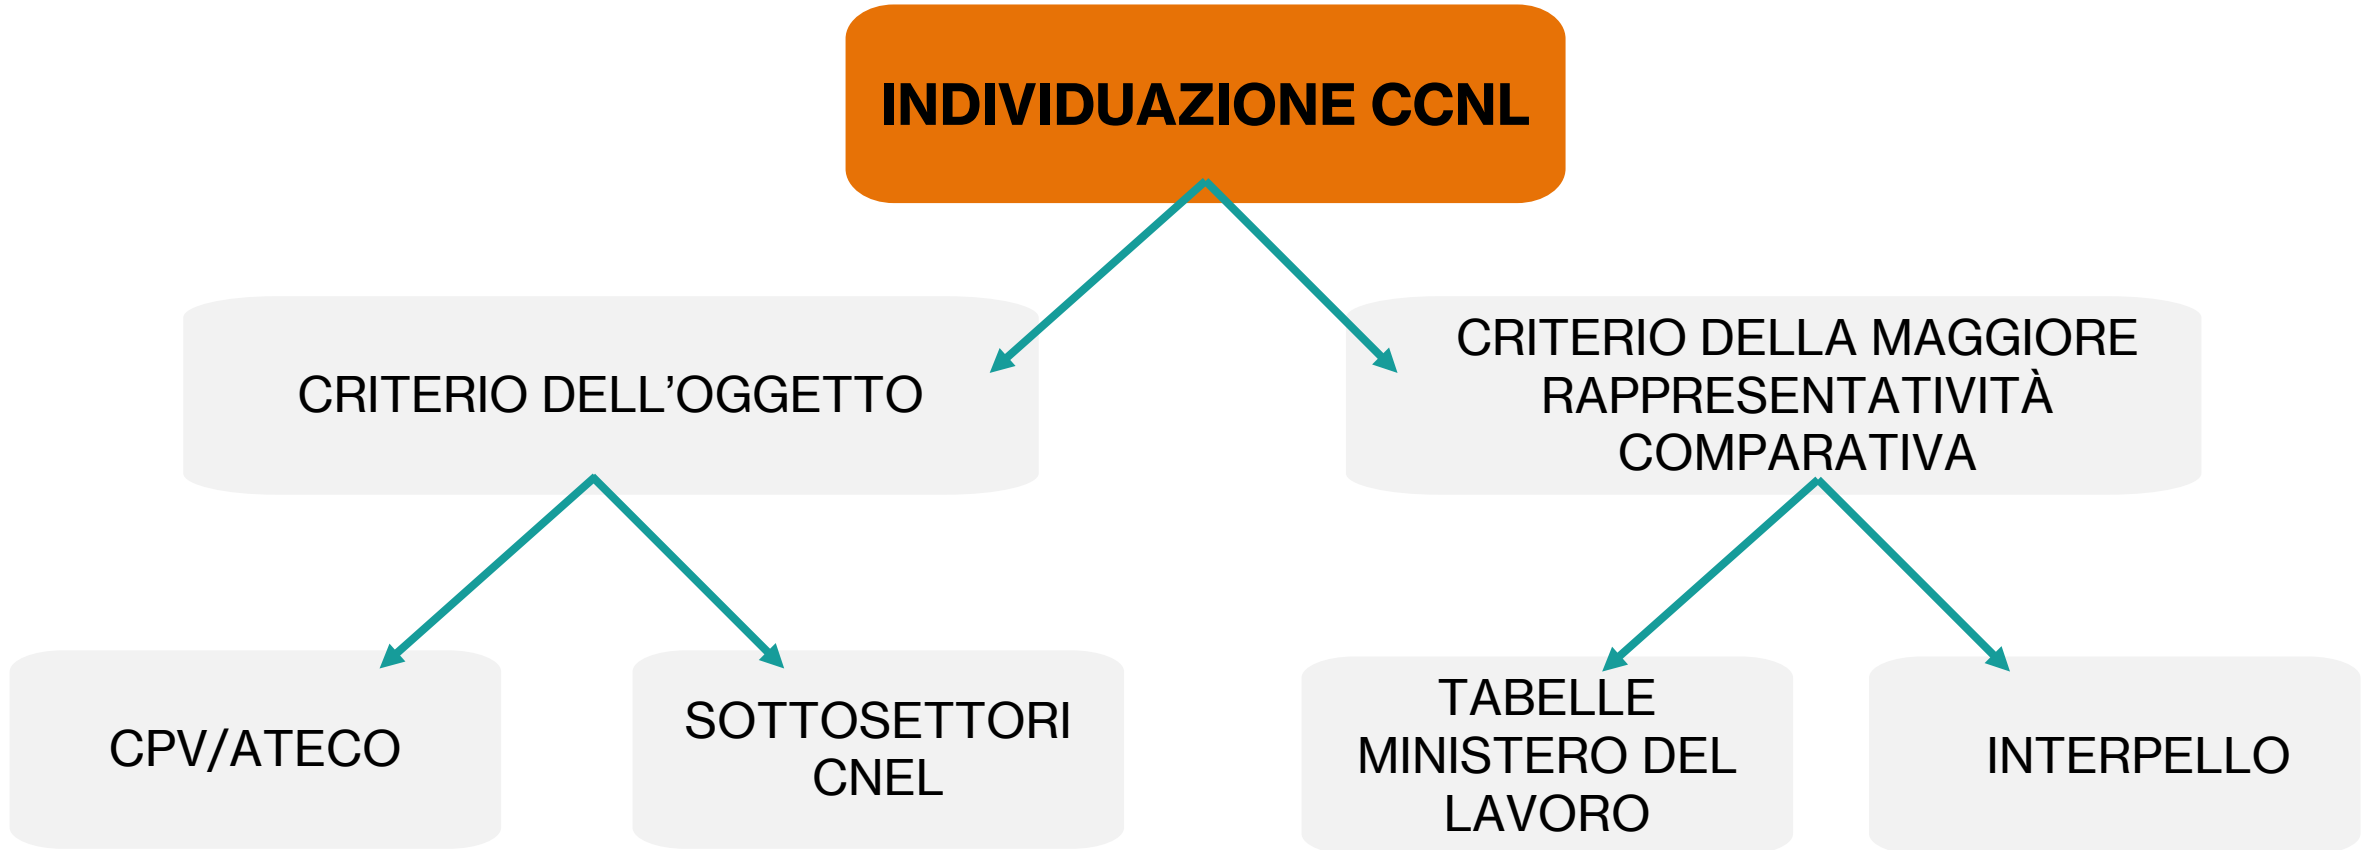 INDIVIDUAZIONE CCNL
CRITERIO DELL’OGGETTO
CRITERIO DELLA MAGGIORE
RAPPRESENTATIVITÀ
COMPARATIVA
CPV/ATECO
SOTTOSETTORI
CNEL
TABELLE
MINISTERO DEL
LAVORO
INTERPELLO